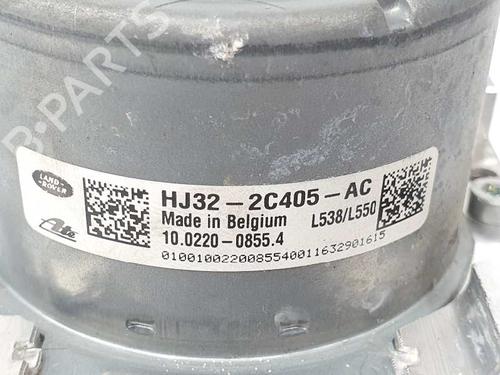 B-PARTS
LAND-
ROVER
HJ32-2C405-AC
Made in Belgium L538/L550
10.0220-0855.4
Ate
0100100220085540011632901615